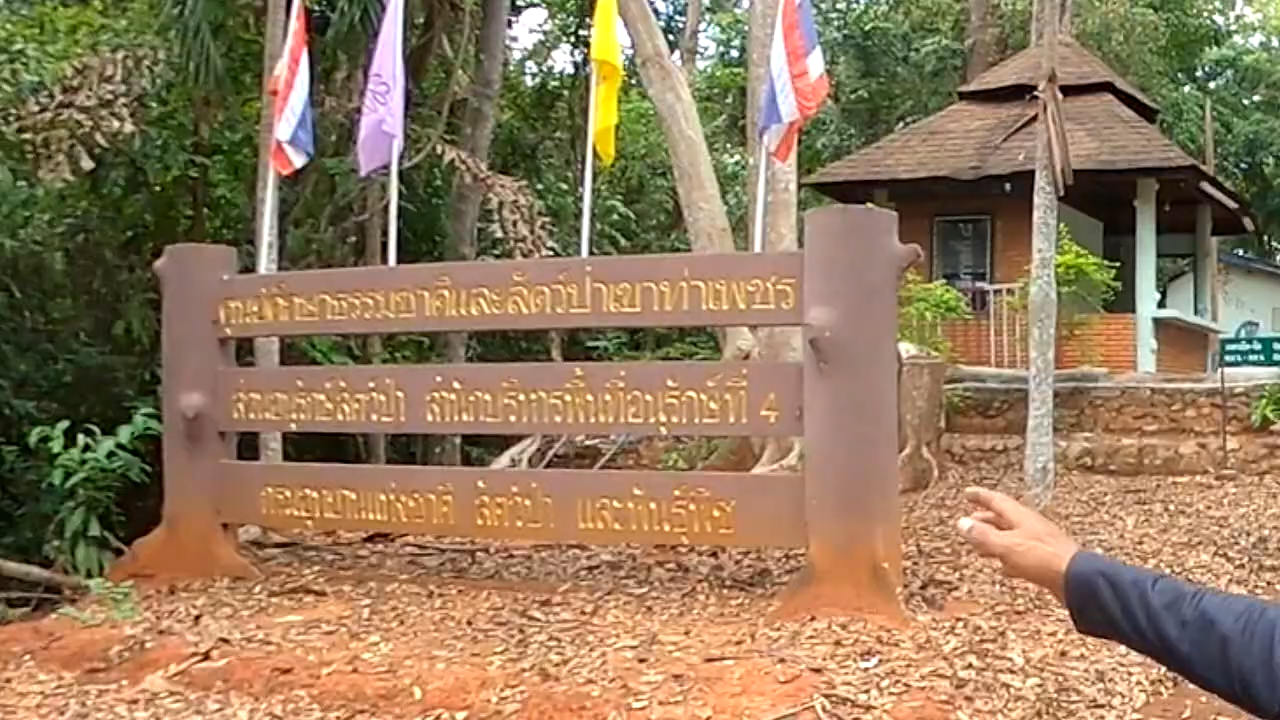 ศูนย์ศึกษาธรรมชาติและสัตว์ป่าเขาท่าเพชร
ส่วนอนุรักษ์สัตว์ป่า สำนักบริหารพื้นที่อนุรักษ์ที่ 4
กรมอุทยานแห่งชาติ สัตว์ป่า และพันธุ์พืช